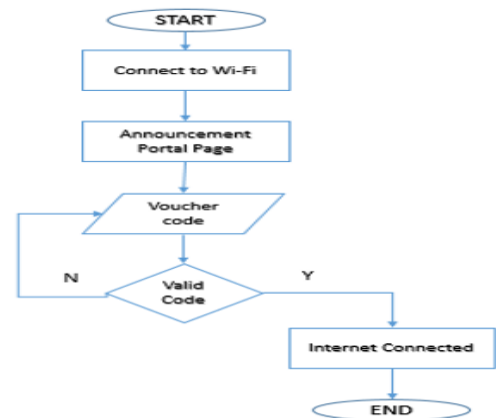 START
Connect to Wi-Fi
Announcement
Portal Page
Voucher
code
N
Valid
Code
Y
Internet Connected
END